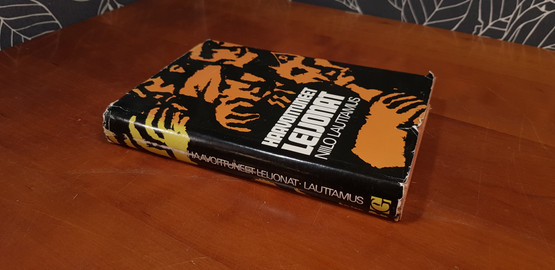 HAAVOITTUNEET
LEIJONAT
NIILO LAUTTAMUS
HAAVOITTUNEET LEIJONAT · LAUTTAMUS
G